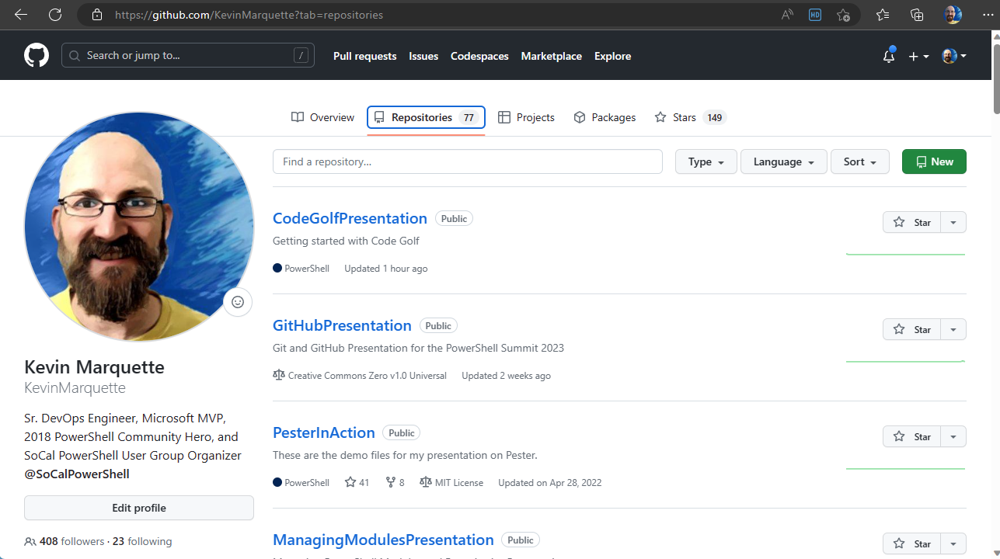 https://github.com/KevinMarquette?tab=repositories
HD
Search or jump to...
/
Pull requests
Issues
Codespaces
Marketplace
Explore
Overview
Repositories 77
Projects
Packages
Stars 149
Find a repository...
Type
Language
Sort
New
CodeGolfPresentation Public
Star
Getting started with Code Golf
PowerShell Updated 1 hour ago
GitHubPresentation Public
Star
Git and GitHub Presentation for the PowerShell Summit 2023
Creative Commons Zero v1.0 Universal Updated 2 weeks ago
PesterInAction Public
Star
These are the demo files for my presentation on Pester.
PowerShell 41 8 MIT License Updated on Apr 28, 2022
ManagingModulesPresentation Public
Star
Kevin Marquette
KevinMarquette
Sr. DevOps Engineer, Microsoft MVP,
2018 PowerShell Community Hero, and
SoCal PowerShell User Group Organizer
@SoCalPowerShell
Edit profile
408 followers · 23 following